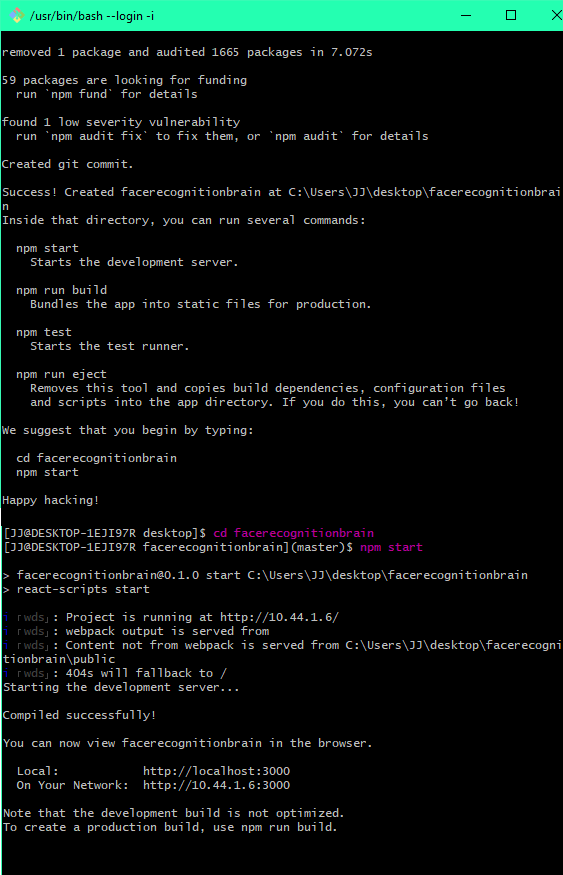 /usr/bin/bash --login -i
removed 1 package and audited 1665 packages in 7.072s
59 packages are looking for funding
run `npm fund` for details
found 1 low severity vulnerability
run `npm audit fix` to fix them, or `npm audit` for details
Created git commit.
Success! Created facerecognitionbrain at C:\Users\JJ\desktop\facerecognitionbrai
n
Inside that directory, you can run several commands:
npm start
Starts the development server.
npm run build
Bundles the app into static files for production.
npm test
Starts the test runner.
npm run eject
Removes this tool and copies build dependencies, configuration files
and scripts into the app directory. If you do this, you can’t go back!
We suggest that you begin by typing:
cd facerecognitionbrain
npm start
Happy hacking!
[JJ@DESKTOP-1EJI97R desktop]$ cd facerecognitionbrain
[JJ@DESKTOP-1EJI97R facerecognitionbrain](master)$ npm start
> facerecognitionbrain@0.1.0 start C:\Users\JJ\desktop\facerecognitionbrain
> react-scripts start
i ｢wds｣: Project is running at http://10.44.1.6/
i ｢wds｣: webpack output is served from
i ｢wds｣: Content not from webpack is served from C:\Users\JJ\desktop\facerecogni
tionbrain\public
i ｢wds｣: 404s will fallback to /
Starting the development server...
Compiled successfully!
You can now view facerecognitionbrain in the browser.
Local: http://localhost:3000
On Your Network: http://10.44.1.6:3000
Note that the development build is not optimized.
To create a production build, use npm run build.